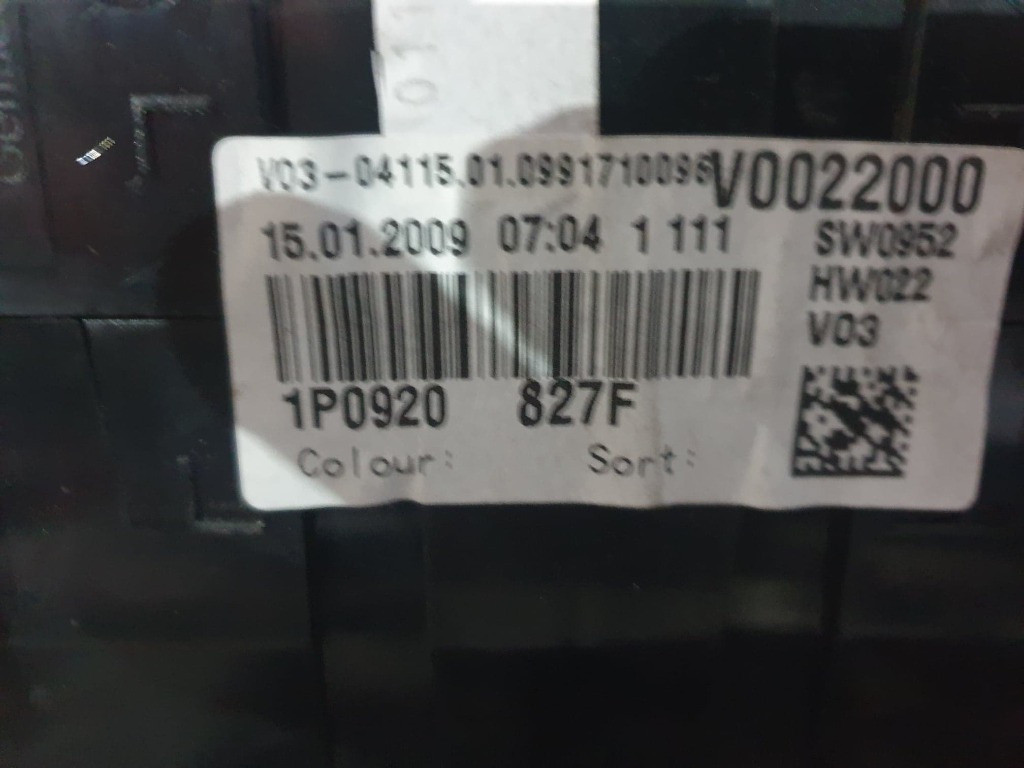 011
V03-04115.01.0991710096
V0022000
15.01.2009 07:04 1 111
SW0952
HW022
V03
1P0920 827F
Colour: Sort: